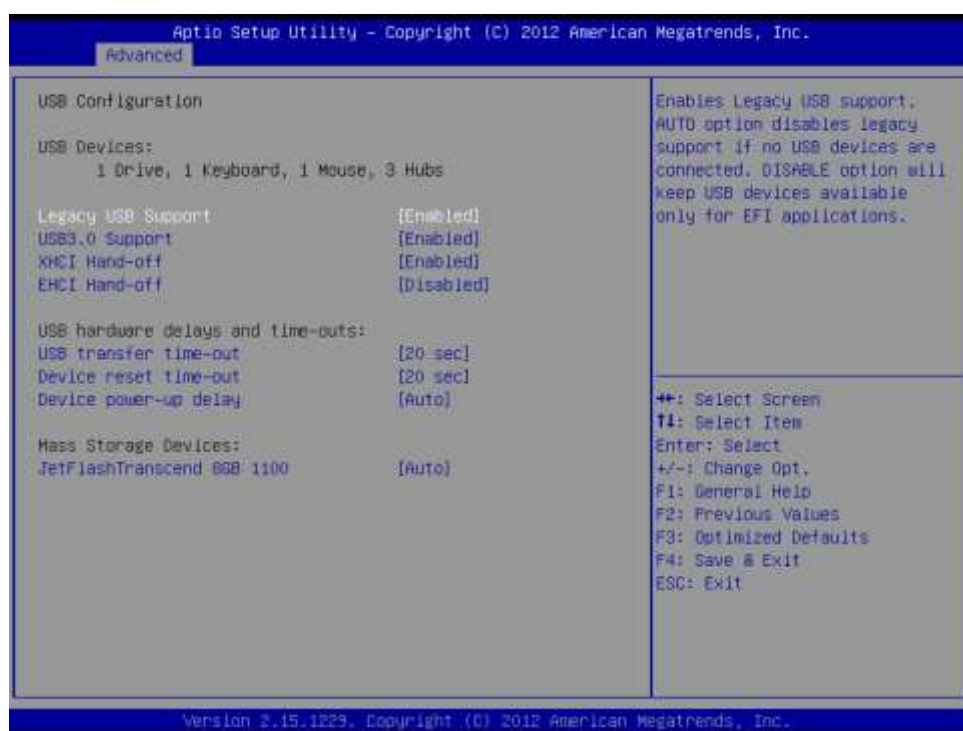 Aptio Setup Utility – Copyright (C) 2012 American Megatrends, Inc.
Advanced
USB Configuration
USB Devices:
1 Drive, 1 Keyboard, 1 Mouse, 3 Hubs
Legacy USB Support [Enabled]
USB3.0 Support [Enabled]
XHCI Hand-off [Enabled]
EHCI Hand-off [Disabled]
USB hardware delays and time-outs:
USB transfer time-out [20 sec]
Device reset time-out [20 sec]
Device power-up delay [Auto]
Mass Storage Devices:
JetFlashTranscend 8GB 1100 [Auto]
Enables Legacy USB support.
AUTO option disables legacy
support if no USB devices are
connected. DISABLE option will
keep USB devices available
only for EFI applications.
→←: Select Screen
↑↓: Select Item
Enter: Select
+/-: Change Opt.
F1: General Help
F2: Previous Values
F3: Optimized Defaults
F4: Save & Exit
ESC: Exit
Version 2.15.1229. Copyright (C) 2012 American Megatrends, Inc.